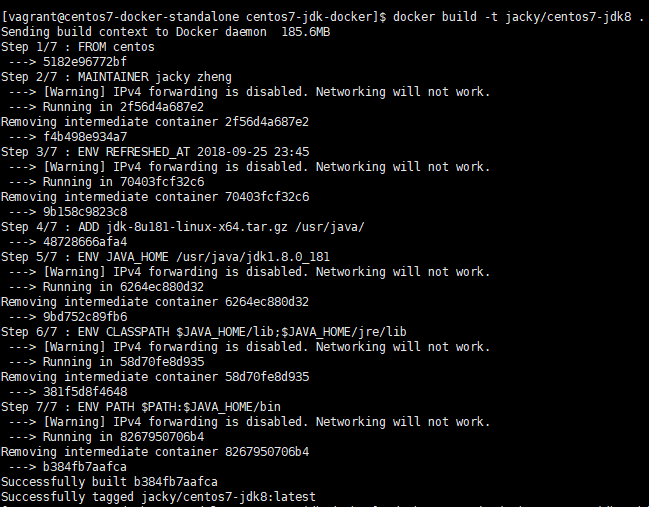 [vagrant@centos7-docker-standalone centos7-jdk-docker]$ docker build -t jacky/centos7-jdk8 .
Sending build context to Docker daemon  185.6MB
Step 1/7 : FROM centos
 ---> 5182e96772bf
Step 2/7 : MAINTAINER jacky zheng
 ---> [Warning] IPv4 forwarding is disabled. Networking will not work.
 ---> Running in 2f56d4a687e2
Removing intermediate container 2f56d4a687e2
 ---> f4b498e934a7
Step 3/7 : ENV REFRESHED_AT 2018-09-25 23:45
 ---> [Warning] IPv4 forwarding is disabled. Networking will not work.
 ---> Running in 70403fcf32c6
Removing intermediate container 70403fcf32c6
 ---> 9b158c9823c8
Step 4/7 : ADD jdk-8u181-linux-x64.tar.gz /usr/java/
 ---> 48728666afa4
Step 5/7 : ENV JAVA_HOME /usr/java/jdk1.8.0_181
 ---> [Warning] IPv4 forwarding is disabled. Networking will not work.
 ---> Running in 6264ec880d32
Removing intermediate container 6264ec880d32
 ---> 9bd752c89fb6
Step 6/7 : ENV CLASSPATH $JAVA_HOME/lib;$JAVA_HOME/jre/lib
 ---> [Warning] IPv4 forwarding is disabled. Networking will not work.
 ---> Running in 58d70fe8d935
Removing intermediate container 58d70fe8d935
 ---> 381f5d8f4648
Step 7/7 : ENV PATH $PATH:$JAVA_HOME/bin
 ---> [Warning] IPv4 forwarding is disabled. Networking will not work.
 ---> Running in 8267950706b4
Removing intermediate container 8267950706b4
 ---> b384fb7aafca
Successfully built b384fb7aafca
Successfully tagged jacky/centos7-jdk8:latest